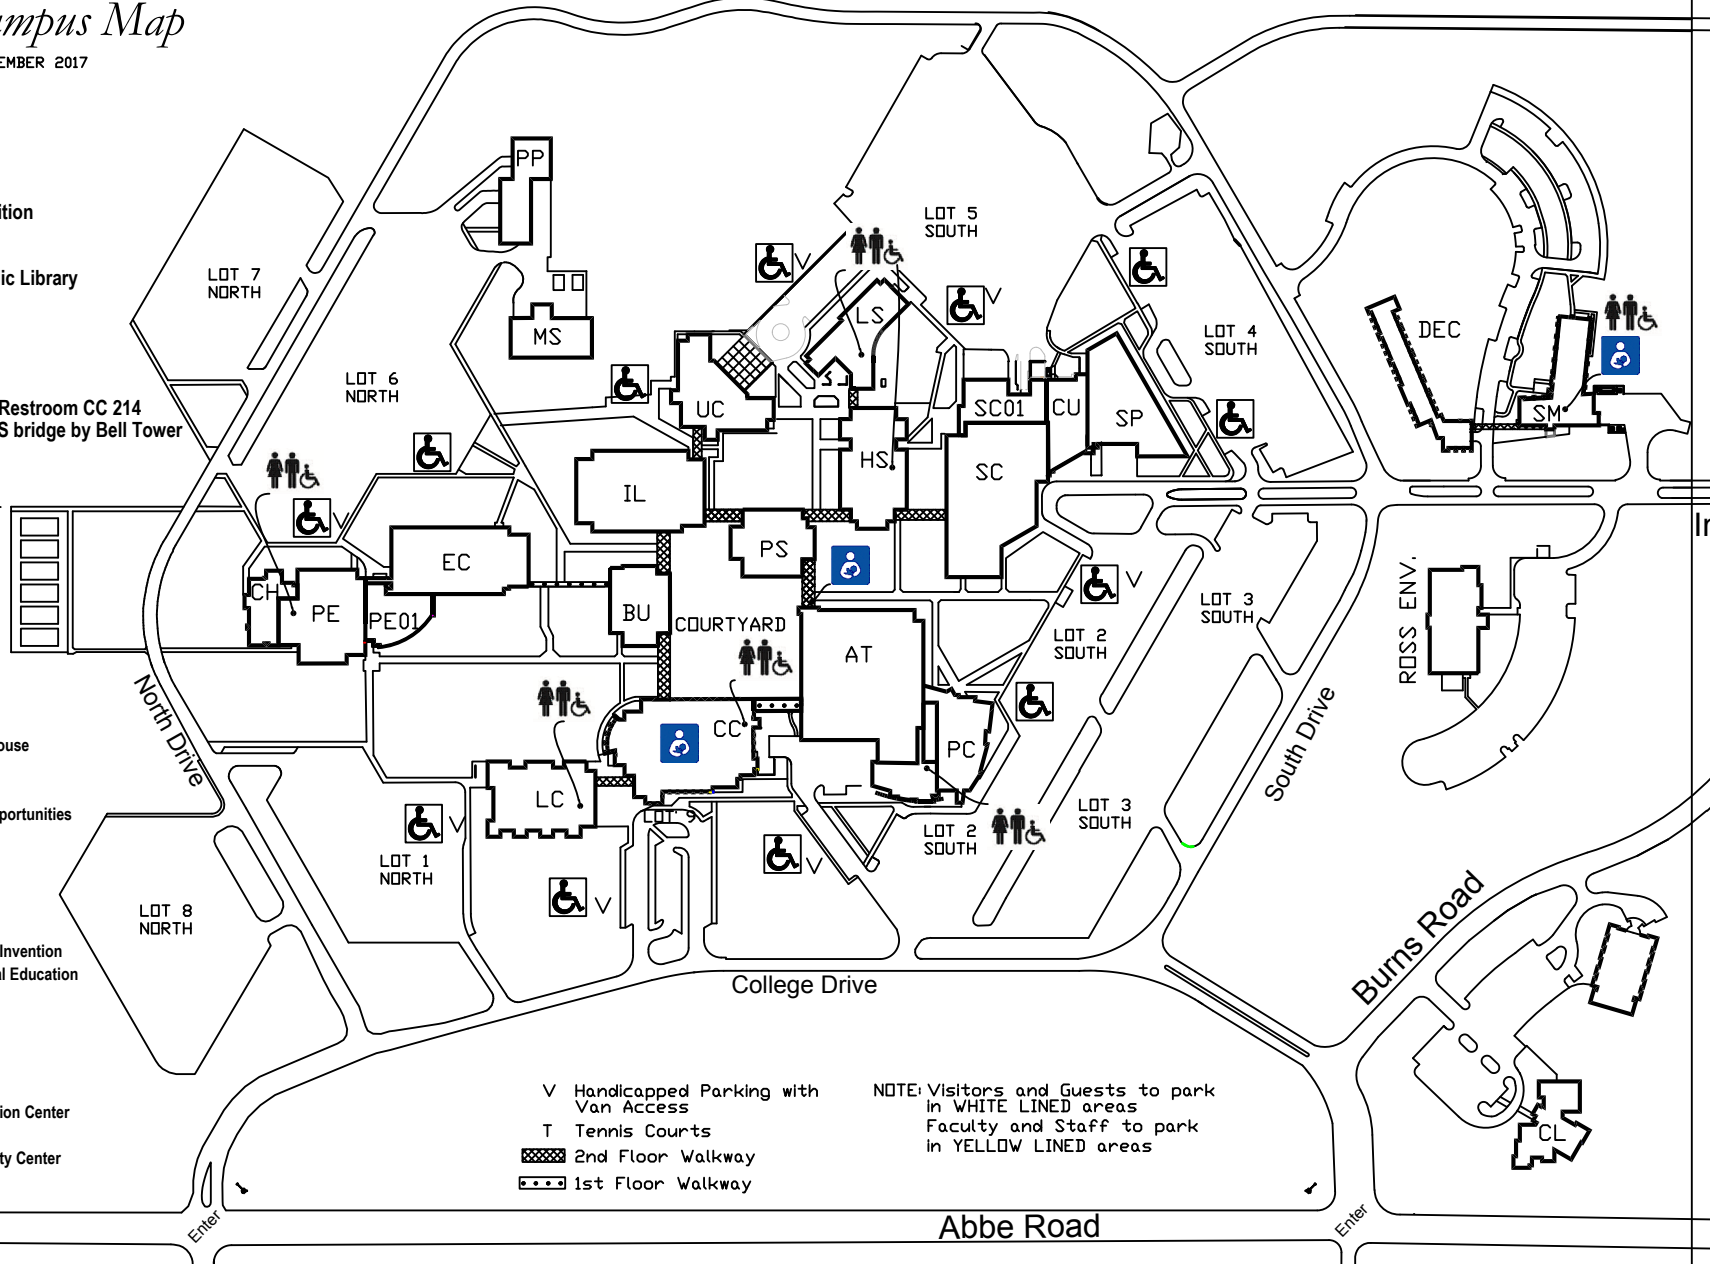 ampus Map
EMBER 2017
ition
ic Library
Restroom CC 214
S bridge by Bell Tower
ouse
portunities
Invention
l Education
ion Center
ty Center
PP
LOT 5
SOUTH
LOT 7
NORTH
V
V
LS
MS
DEC
LOT 4
SOUTH
LOT 6
NORTH
UC
SC01
CU
SP
SM
HS
SC
IL
V
In
PS
EC
V
CH
PE
PE01
BU
COURTYARD
AT
LOT 3
SOUTH
LOT 2
SOUTH
ROSS ENV.
North Drive
CC
PC
South Drive
LC
LOT 9
V
LOT 3
SOUTH
LOT 2
SOUTH
LOT 1
NORTH
V
V
LOT 8
NORTH
Burns Road
College Drive
V Handicapped Parking with
Van Access
T Tennis Courts
2nd Floor Walkway
1st Floor Walkway
NOTE: Visitors and Guests to park
in WHITE LINED areas
Faculty and Staff to park
in YELLOW LINED areas
CL
Enter
Abbe Road
Enter